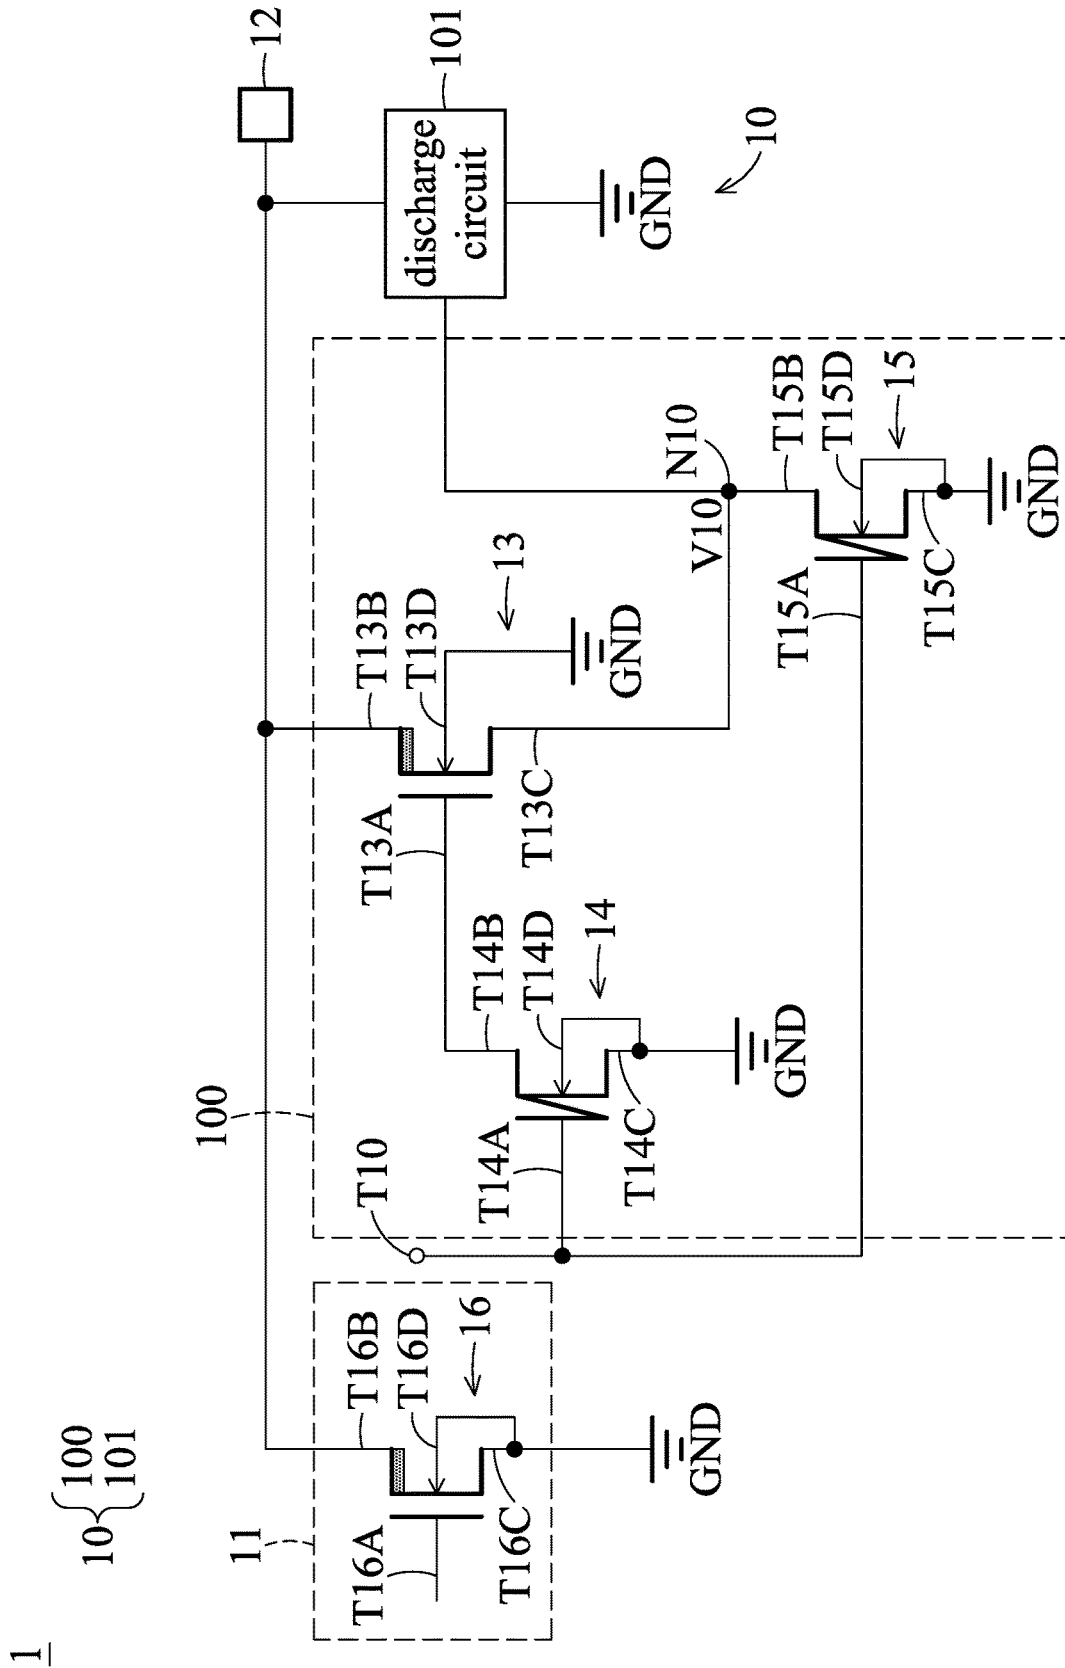 1
10
100
101
11
T16A
T16B
T16D
T16C
16
GND
100
T10
T14A
T14B
T14D
T14C
14
GND
T13A
T13B
T13D
T13C
13
GND
V10
N10
T15A
T15B
T15D
T15C
15
GND
12
101
discharge
circuit
GND
10